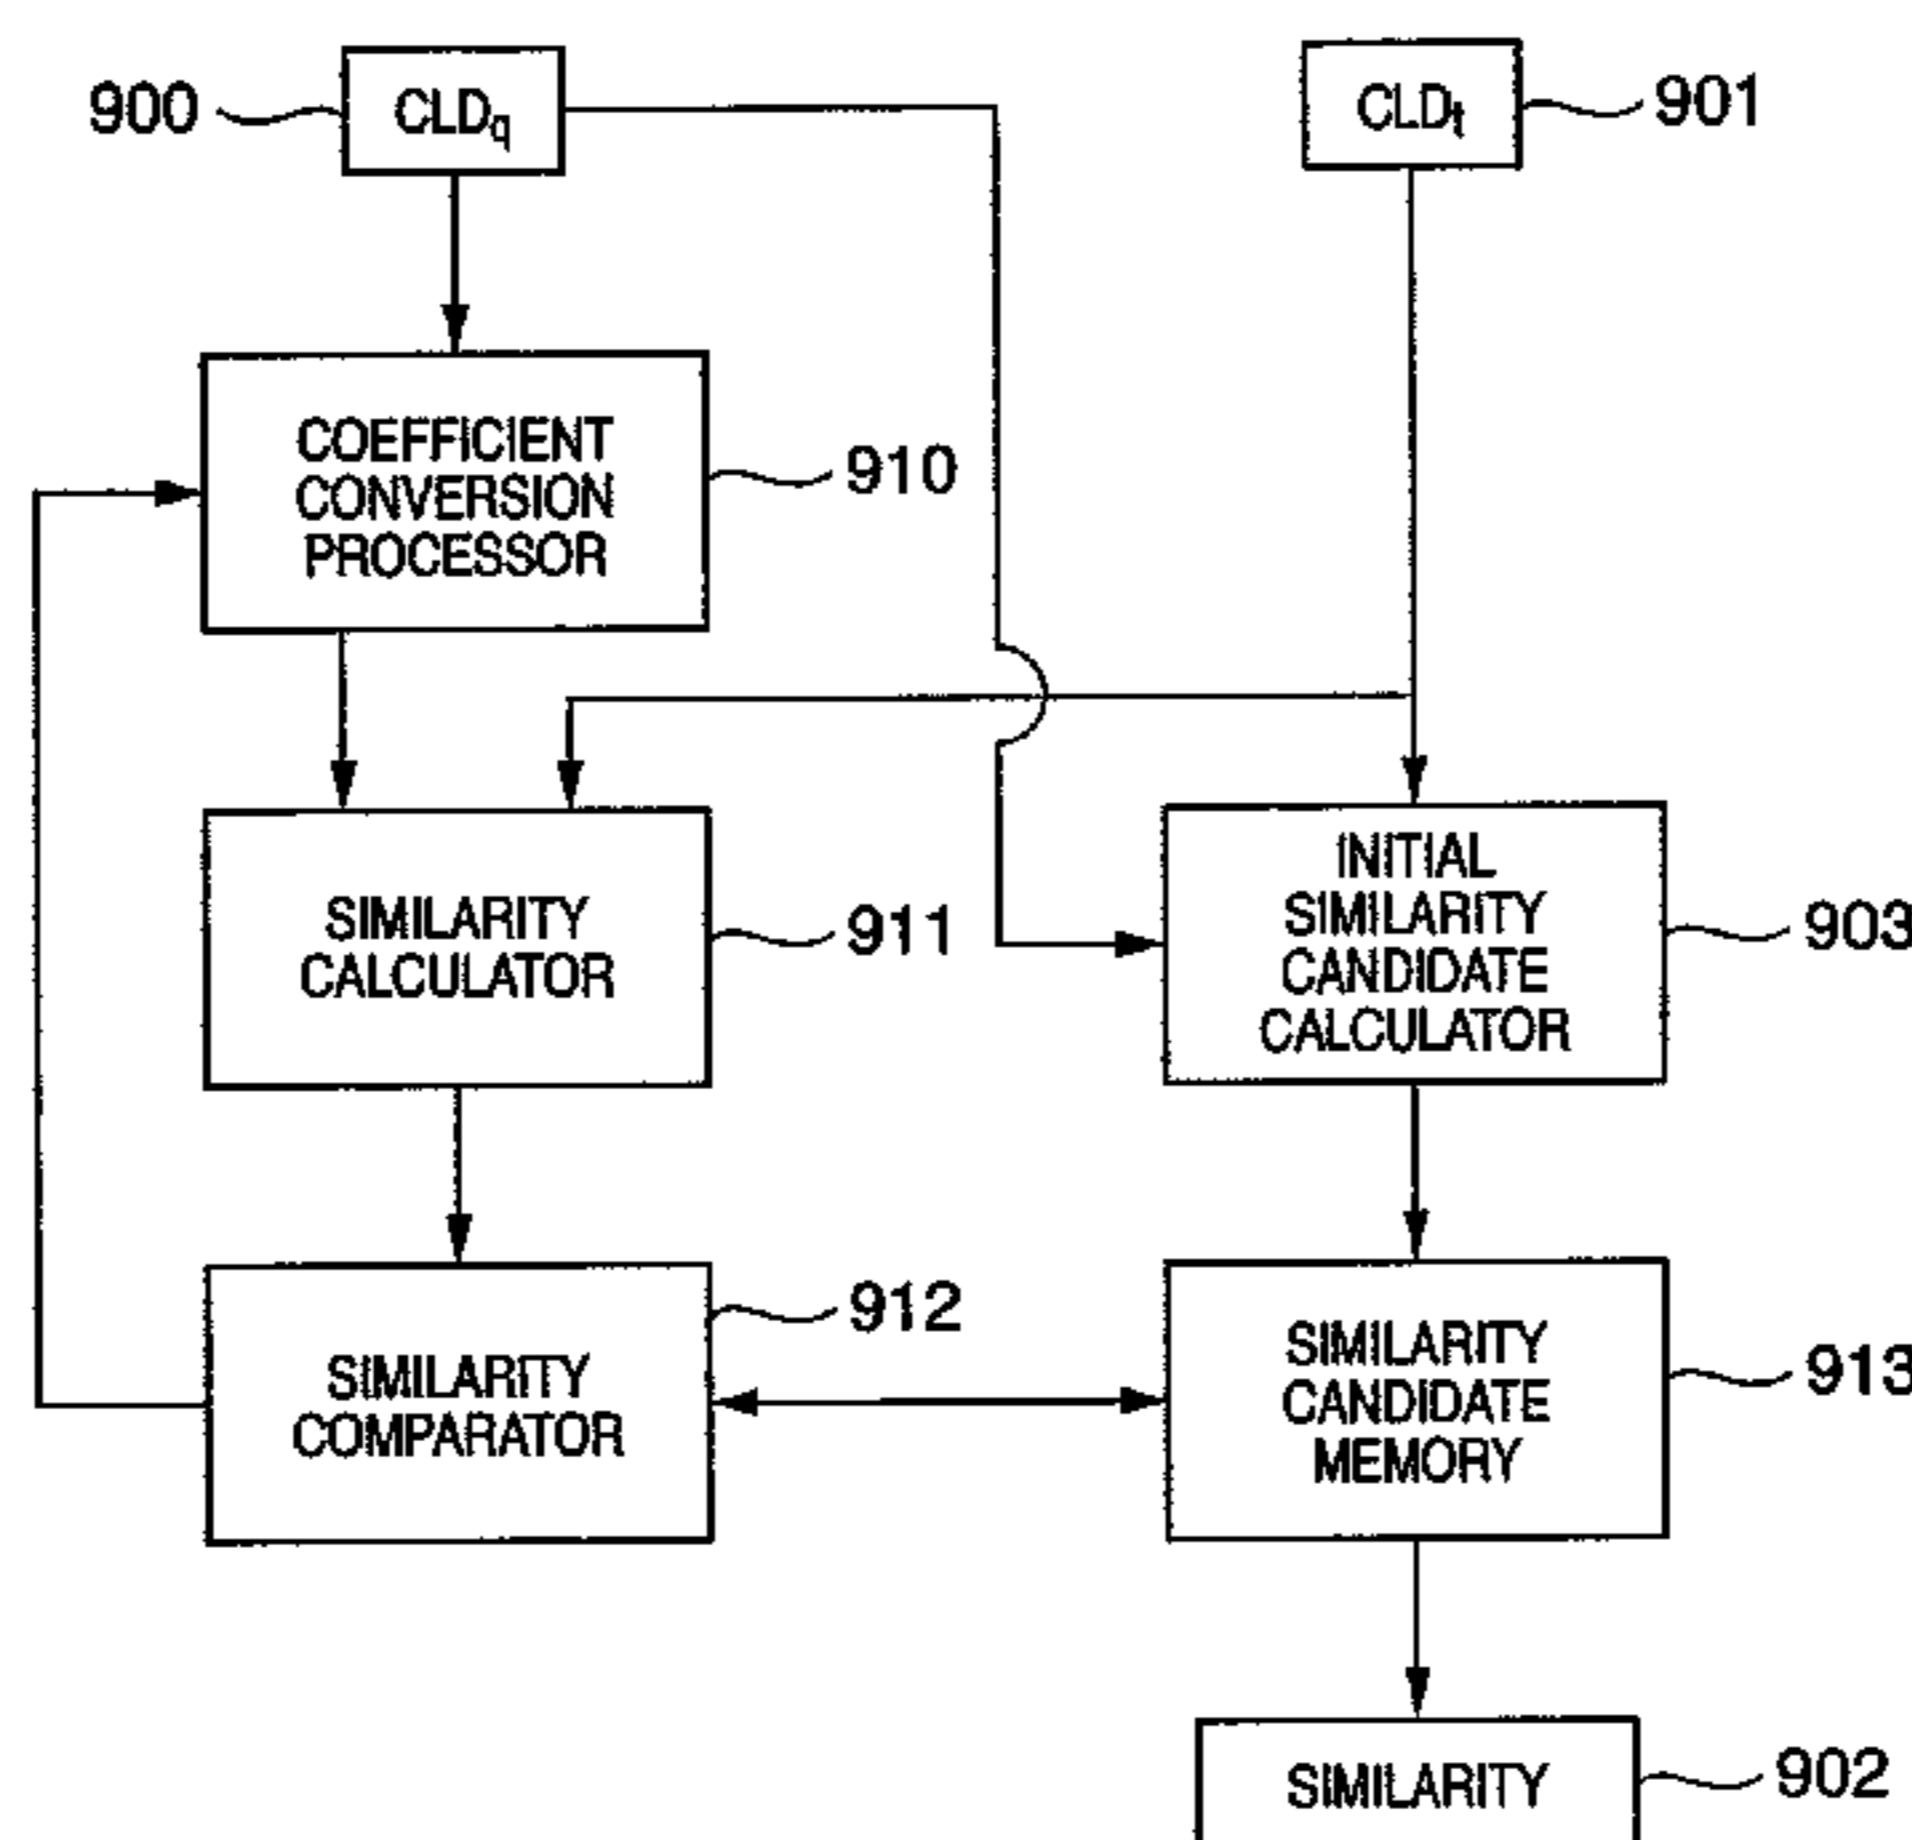 900
CLDq
CLDt
901
COEFFICIENT
CONVERSION
PROCESSOR
910
SIMILARITY
CALCULATOR
911
INITIAL
SIMILARITY
CANDIDATE
CALCULATOR
903
SIMILARITY
COMPARATOR
912
SIMILARITY
CANDIDATE
MEMORY
913
SIMILARITY
902